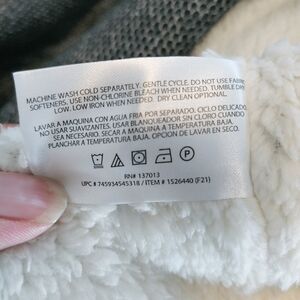 MACHINE WASH COLD SEPARATELY. GENTLE CYCLE. DO NOT USE FABRIC
SOFTENERS. USE NON-CHLORINE BLEACH WHEN NEEDED. TUMBLE DRY
LOW. LOW IRON WHEN NEEDED. DRY CLEAN OPTIONAL.
LAVAR A MAQUINA CON AGUA FRIA POR SEPARADO. CICLO DELICADO.
NO USAR SUAVIZANTES. USAR BLANQUEADOR SIN CLORO CUANDO
SEA NECESARIO. SECAR A MAQUINA A TEMPERATURA BAJA.
PLANCHAR A TEMPERATURA BAJA. OPCION DE LAVAR EN SECO.
P
RN# 137013
UPC # 745934545318 / ITEM # 1526440 (F21)